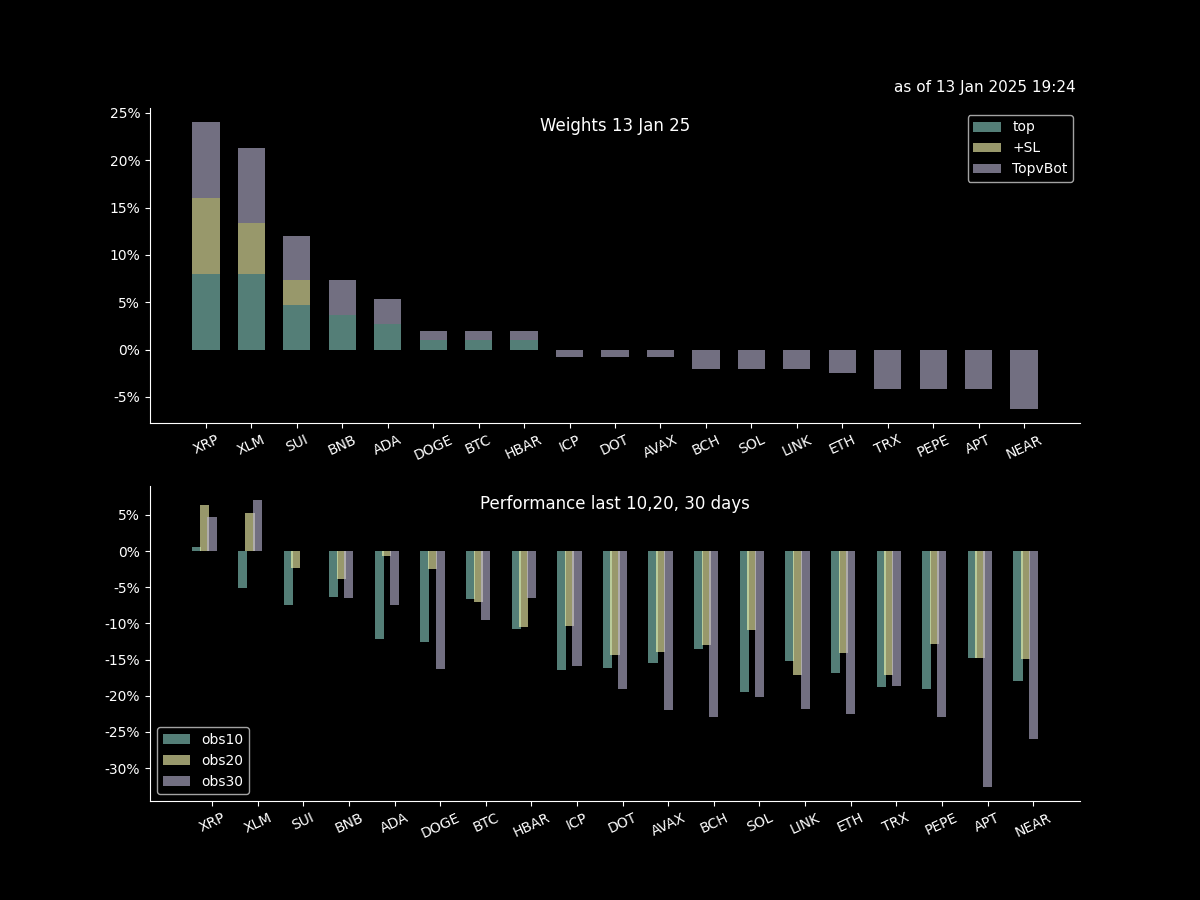 as of 13 Jan 2025 19:24
Weights 13 Jan 25
top
+SL
TopvBot
25%
20%
15%
10%
5%
0%
-5%
XRP XLM SUI BNB ADA DOGE BTC HBAR ICP DOT AVAX BCH SOL LINK ETH TRX PEPE APT NEAR
Performance last 10,20, 30 days
5%
0%
-5%
-10%
-15%
-20%
-25%
-30%
obs10
obs20
obs30
XRP XLM SUI BNB ADA DOGE BTC HBAR ICP DOT AVAX BCH SOL LINK ETH TRX PEPE APT NEAR